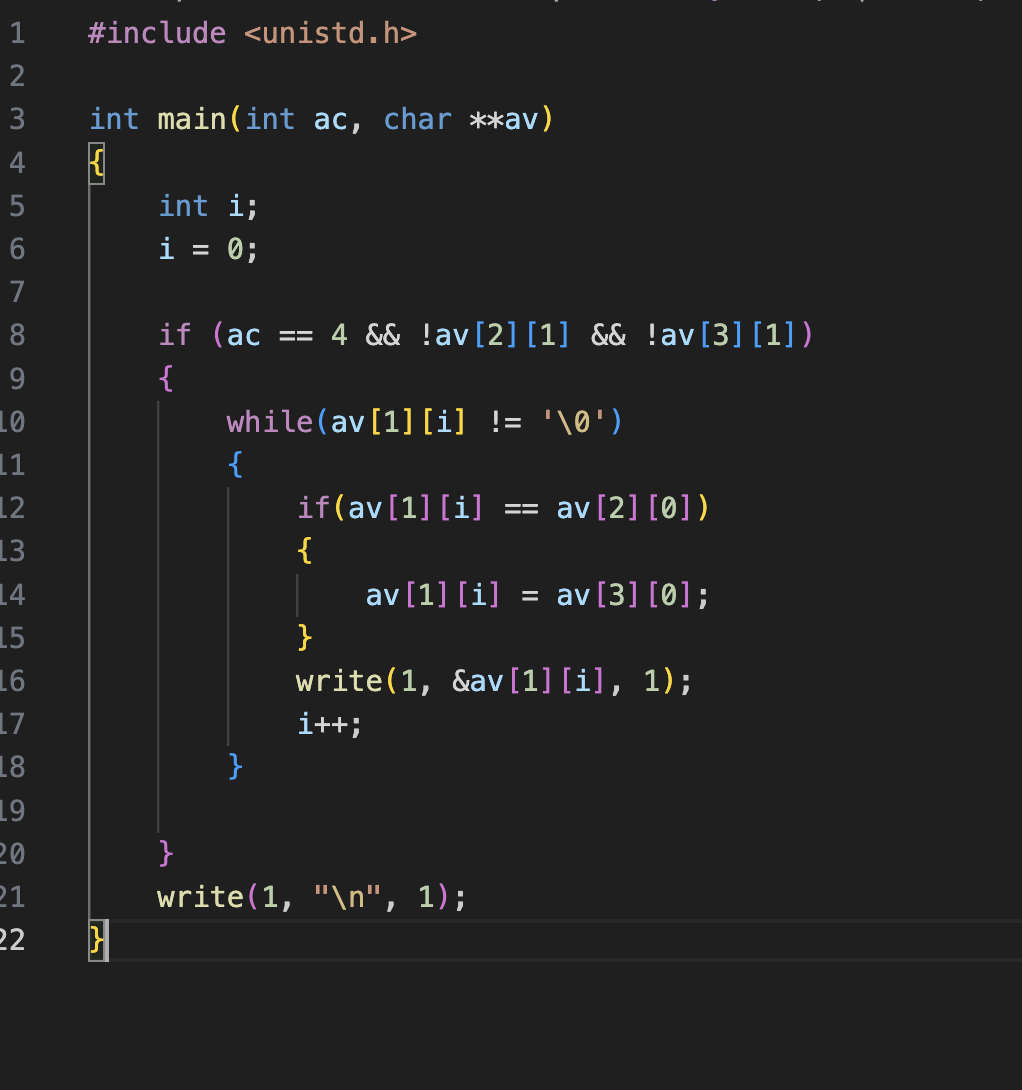 1 #include <unistd.h>
2
3 int main(int ac, char **av)
4 {
5     int i;
6     i = 0;
7
8     if (ac == 4 && !av[2][1] && !av[3][1])
9     {
10         while(av[1][i] != '\0')
11         {
12             if(av[1][i] == av[2][0])
13             {
14                 av[1][i] = av[3][0];
15             }
16             write(1, &av[1][i], 1);
17             i++;
18         }
19
20     }
21     write(1, "\n", 1);
22 }